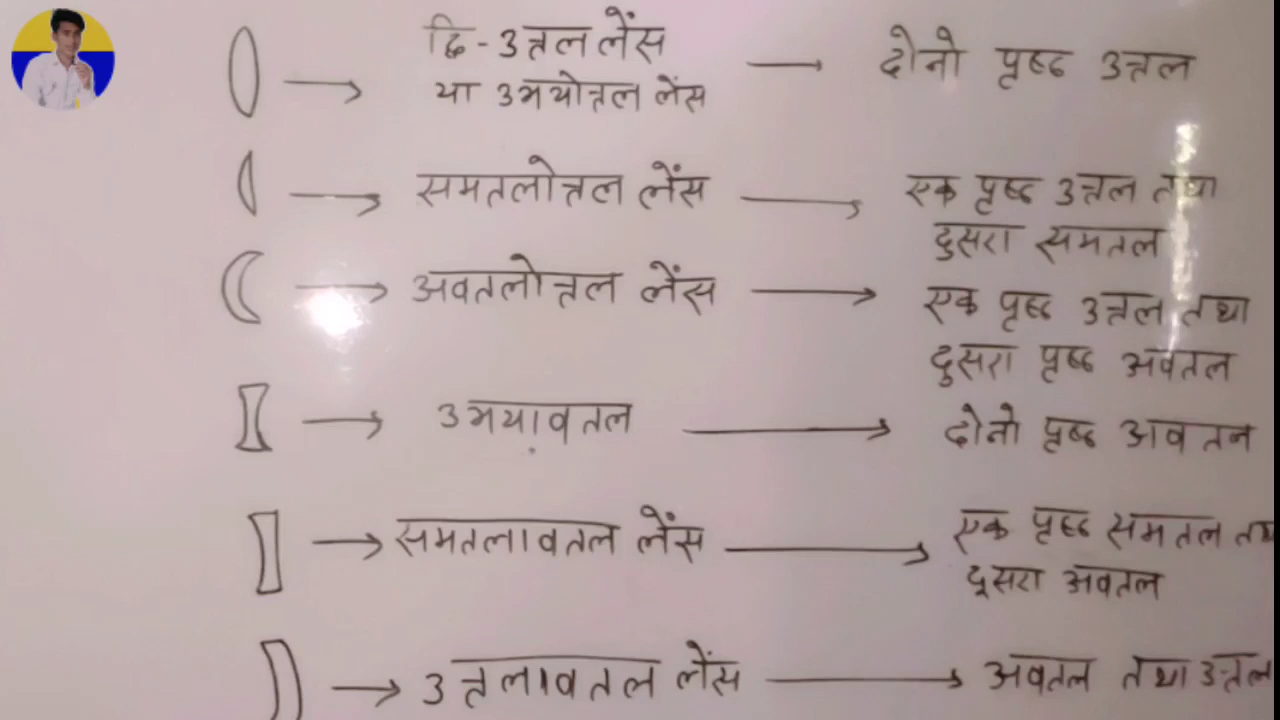 द्वि-उत्तल लेंस
या उभयोत्तल लेंस
दोनो पृष्ठ उत्तल
समतलोत्तल लेंस
एक पृष्ठ उत्तल तथा
दुसरा समतल
अवतलोत्तल लेंस
एक पृष्ठ उत्तल तथा
दुसरा पृष्ठ अवतल
उभयावतल
दोनो पृष्ठ अवतल
समतलावतल लेंस
एक पृष्ठ समतल तथा
दूसरा अवतल
उत्तलावतल लेंस
अवतल तथा उत्तल